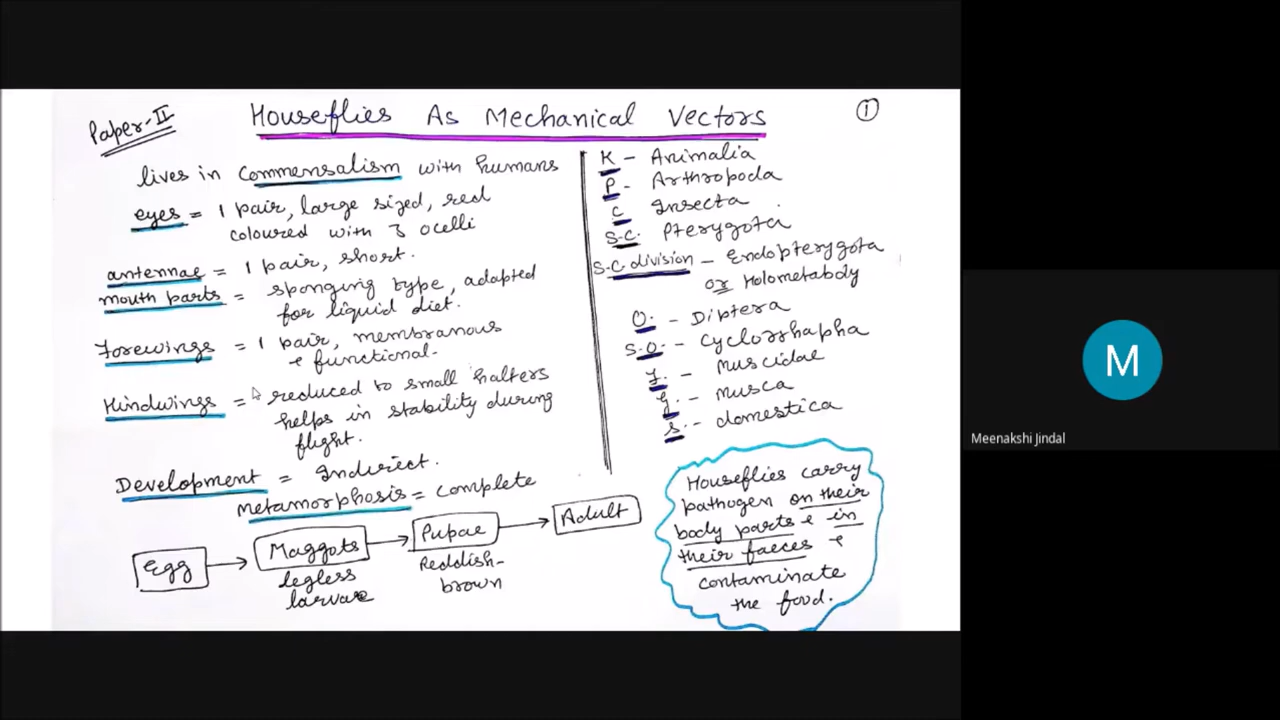 Paper-II
Houseflies As Mechanical Vectors
1
lives in commensalism with humans
eyes = 1 pair, large sized, red
coloured with 3 ocelli
antennae = 1 pair, short.
mouth parts = sponging type, adapted
for liquid diet.
Forewings = 1 pair, membranous
& functional.
Hindwings = reduced to small halters
helps in stability during
flight.
Development = Indirect.
metamorphosis = complete
Egg → Maggots → Pupae → Adult
legless
larvae
Reddish-
brown
K - Animalia
P - Arthropoda
C Insecta
S.C. Pterygota
S.C division - Endopterygota
or Holometabody
O. - Diptera
S.O. - Cyclorrhapha
F. - Muscidae
G. - musca
S. - domestica
Houseflies carry
pathogen on their
body parts & in
their faeces &
contaminate
the food.
M
Meenakshi Jindal